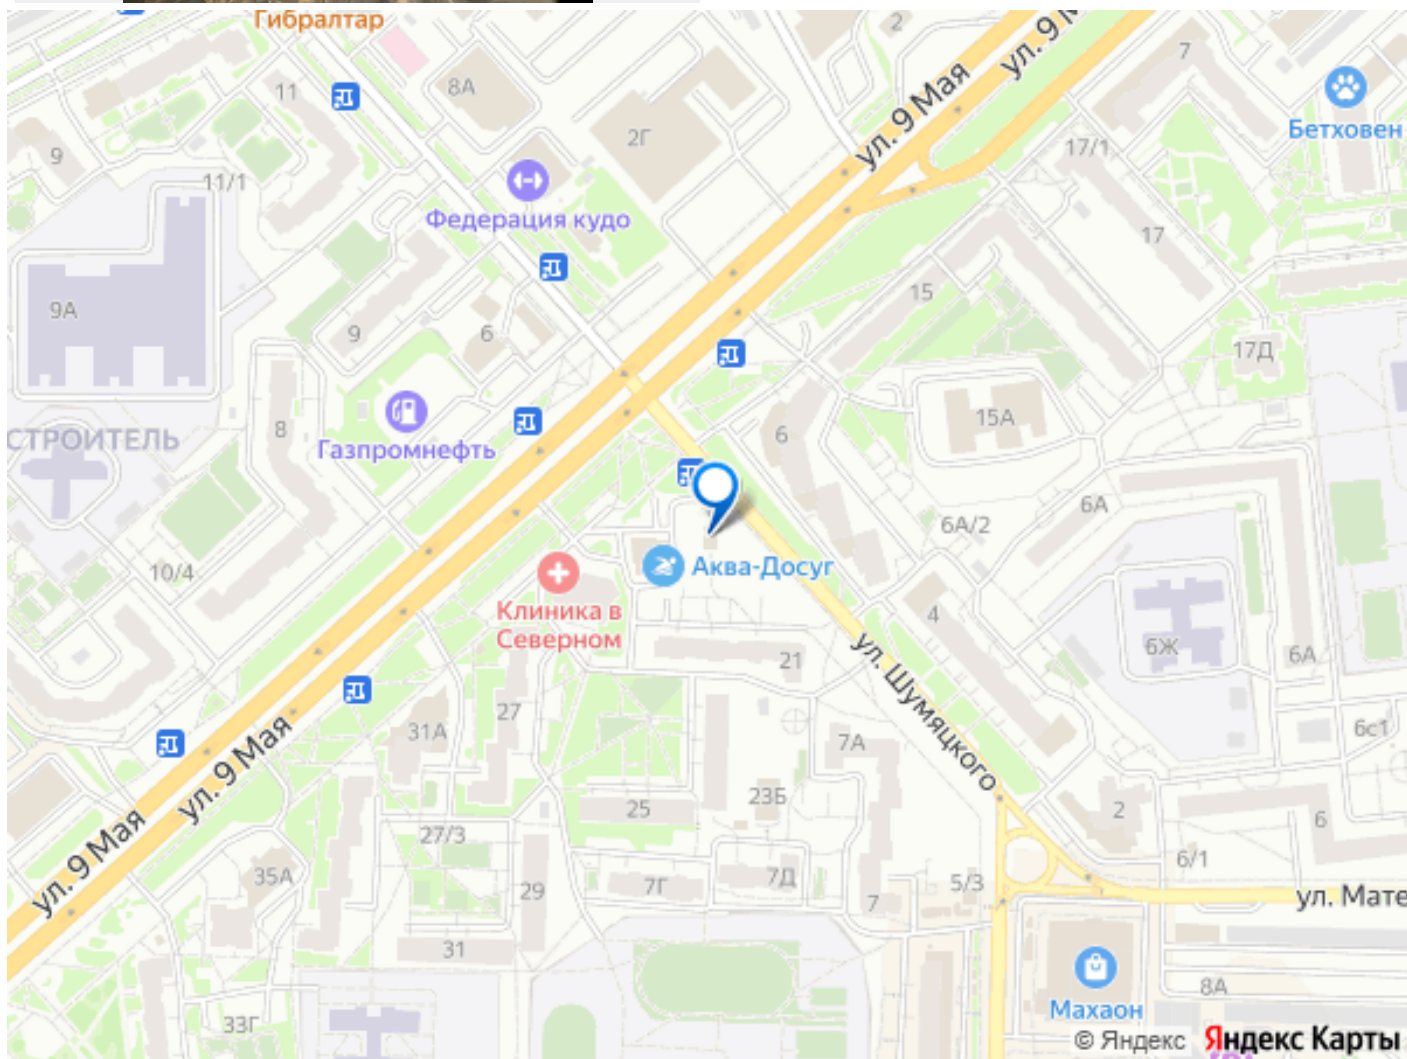 Гибралтар
2
ул. 9 М
7
11
8А
ул. 9 Мая
Бетховен
2Г
17/1
9
11/1
Федерация кудо
17
15
9А
9
6
17Д
15А
СТРОИТЕЛЬ
8
Газпромнефть
6
6А
6А/2
10/4
Аква-Досуг
Клиника в
Северном
4
6Ж
6А
21
ул. Шумяцкого
27
31А
7А
6с1
ул. 9 Мая
23Б
25
2
6
27/3
ул. 9 Мая
6/1
35А
29
7Г
7Д
5/3
7
ул. Мате
31
8А
Махаон
33Г
© Яндекс Яндекс Карты